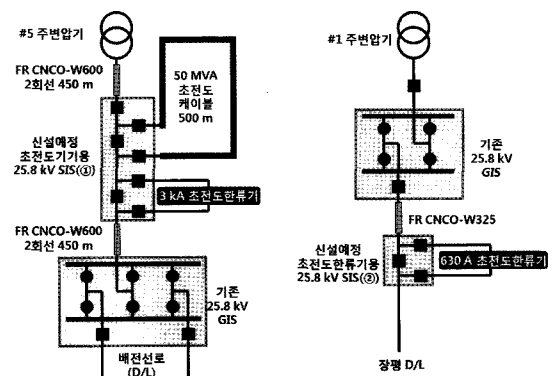 #5 주변압기
FR CNCO-W600
2회선 450 m
50 MVA
초전도
케이블
500 m
신설예정
초전도기기용
25.8 kV SIS(①)
3 kA 초전도한류기
FR CNCO-W600
2회선 450 m
기존
25.8 kV
GIS
배전선로
(D/L)
#1 주변압기
기존
25.8 kV
GIS
FR CNCO-W325
신설예정
초전도한류기용
25.8 kV SIS(②)
630 A 초전도한류기
장평 D/L